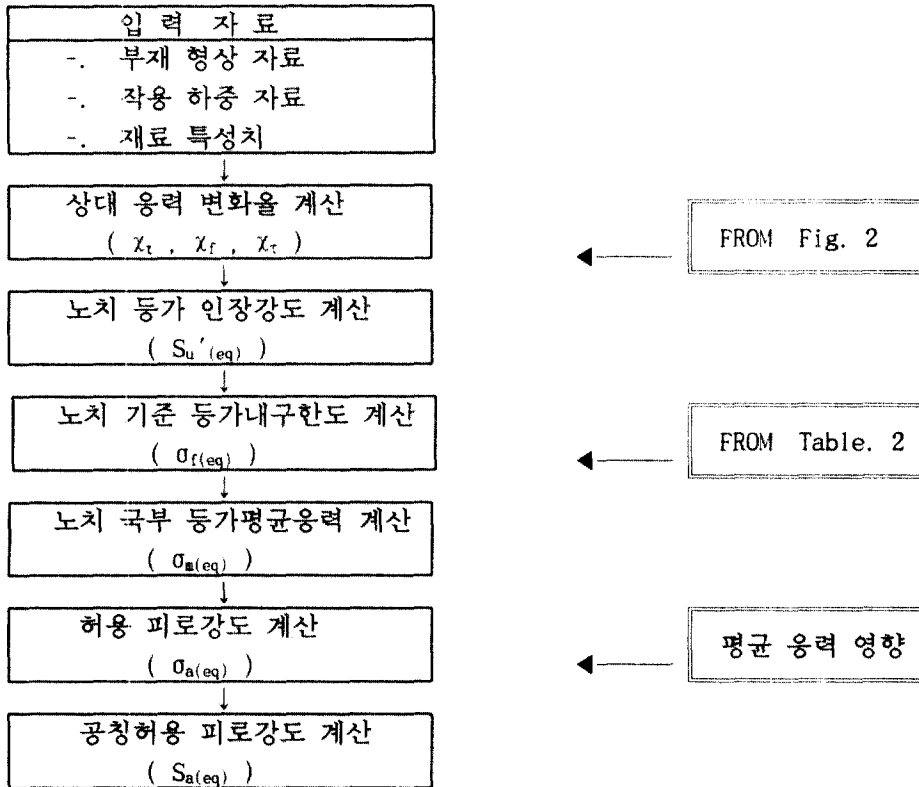 입 력 자 료
-. 부재 형상 자료
-. 작용 하중 자료
-. 재료 특성치
↓
상대 응력 변화율 계산
( χt , χf , χτ )
FROM Fig. 2
↓
노치 등가 인장강도 계산
( Su′(eq) )
↓
노치 기준 등가내구한도 계산
( σf(eq) )
FROM Table. 2
↓
노치 국부 등가평균응력 계산
( σm(eq) )
↓
허용 피로강도 계산
( σa(eq) )
평균 응력 영향
↓
공칭허용 피로강도 계산
( Sa(eq) )